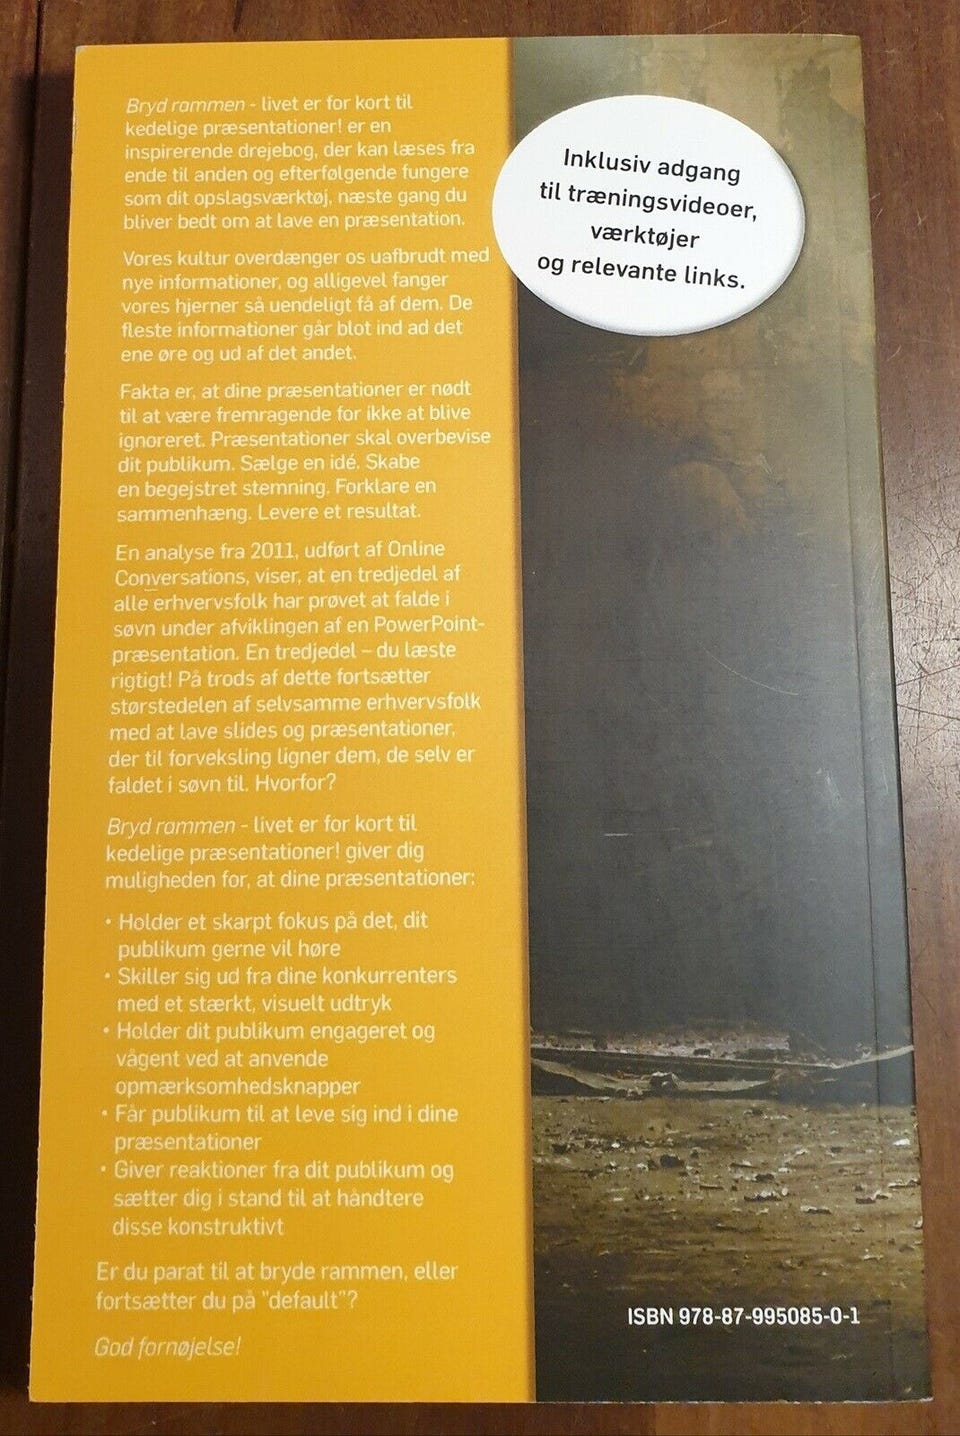 Bryd rammen - livet er for kort til
kedelige præsentationer! er en
inspirerende drejebog, der kan læses fra
ende til anden og efterfølgende fungere
som dit opslagsværktøj, næste gang du
bliver bedt om at lave en præsentation.
Vores kultur overdænger os uafbrudt med
nye informationer, og alligevel fanger
vores hjerner så uendeligt få af dem. De
fleste informationer går blot ind ad det
ene øre og ud af det andet.
Fakta er, at dine præsentationer er nødt
til at være fremragende for ikke at blive
ignoreret. Præsentationer skal overbevise
dit publikum. Sælge en idé. Skabe
en begejstret stemning. Forklare en
sammenhæng. Levere et resultat.
En analyse fra 2011, udført af Online
Conversations, viser, at en tredjedel af
alle erhvervsfolk har prøvet at falde i
søvn under afviklingen af en PowerPoint-
præsentation. En tredjedel – du læste
rigtigt! På trods af dette fortsætter
størstedelen af selvsamme erhvervsfolk
med at lave slides og præsentationer,
der til forveksling ligner dem, de selv er
faldet i søvn til. Hvorfor?
Bryd rammen - livet er for kort til
kedelige præsentationer! giver dig
muligheden for, at dine præsentationer:
• Holder et skarpt fokus på det, dit
publikum gerne vil høre
• Skiller sig ud fra dine konkurrenters
med et stærkt, visuelt udtryk
• Holder dit publikum engageret og
vågent ved at anvende
opmærksomhedsknapper
• Får publikum til at leve sig ind i dine
præsentationer
• Giver reaktioner fra dit publikum og
sætter dig i stand til at håndtere
disse konstruktivt
Er du parat til at bryde rammen, eller
fortsætter du på "default"?
God fornøjelse!
Inklusiv adgang
til træningsvideoer,
værktøjer
og relevante links.
ISBN 978-87-995085-0-1